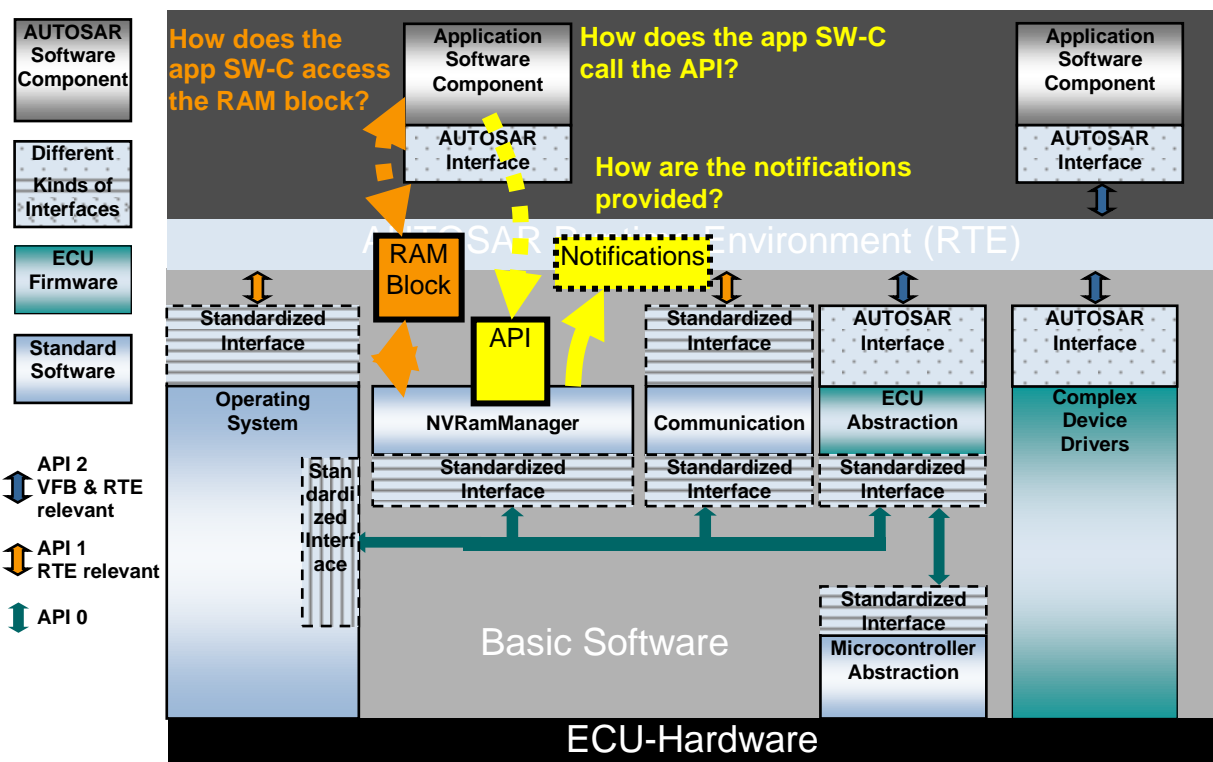 AUTOSAR
Software
Component
Different
Kinds of
Interfaces
ECU
Firmware
Standard
Software
API 2
VFB & RTE
relevant
API 1
RTE relevant
API 0
How does the
app SW-C access
the RAM block?
Application
Software
Component
AUTOSAR
Interface
How does the app SW-C
call the API?
How are the notifications
provided?
Application
Software
Component
AUTOSAR
Interface
AUTOSAR
Environment (RTE)
RAM
Block
Notifications
API
Standardized
Interface
Operating
System
Stan
dardi
zed
Interf
ace
NVRamManager
Standardized
Interface
Standardized
Interface
Communication
Standardized
Interface
AUTOSAR
Interface
ECU
Abstraction
Standardized
Interface
Standardized
Interface
Microcontroller
Abstraction
AUTOSAR
Interface
Complex
Device
Drivers
Basic Software
ECU-Hardware